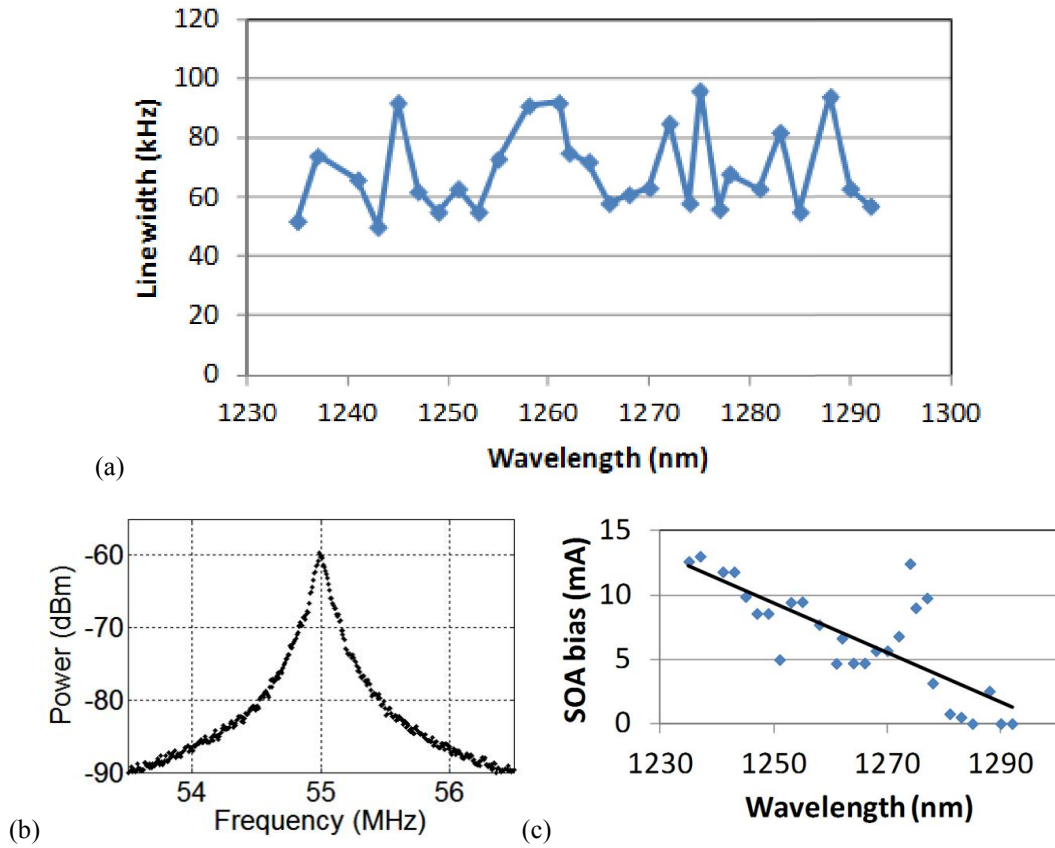 120
100
80
60
40
20
0
Linewidth (kHz)
1230 1240 1250 1260 1270 1280 1290 1300
Wavelength (nm)
(a)
-60
-70
-80
-90
Power (dBm)
54 55 56
Frequency (MHz)
(b)
15
10
5
0
SOA bias (mA)
1230 1250 1270 1290
Wavelength (nm)
(c)